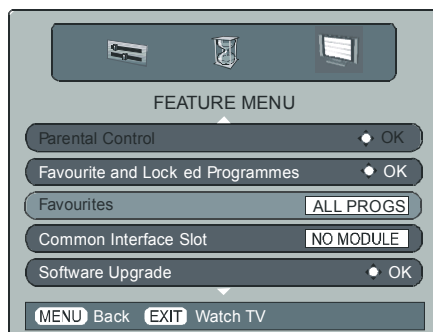 FEATURE MENU
Parental Control OK
Favourite and Lock ed Programmes OK
Favourites ALL PROGS
Common Interface Slot NO MODULE
Software Upgrade OK
MENU Back EXIT Watch TV